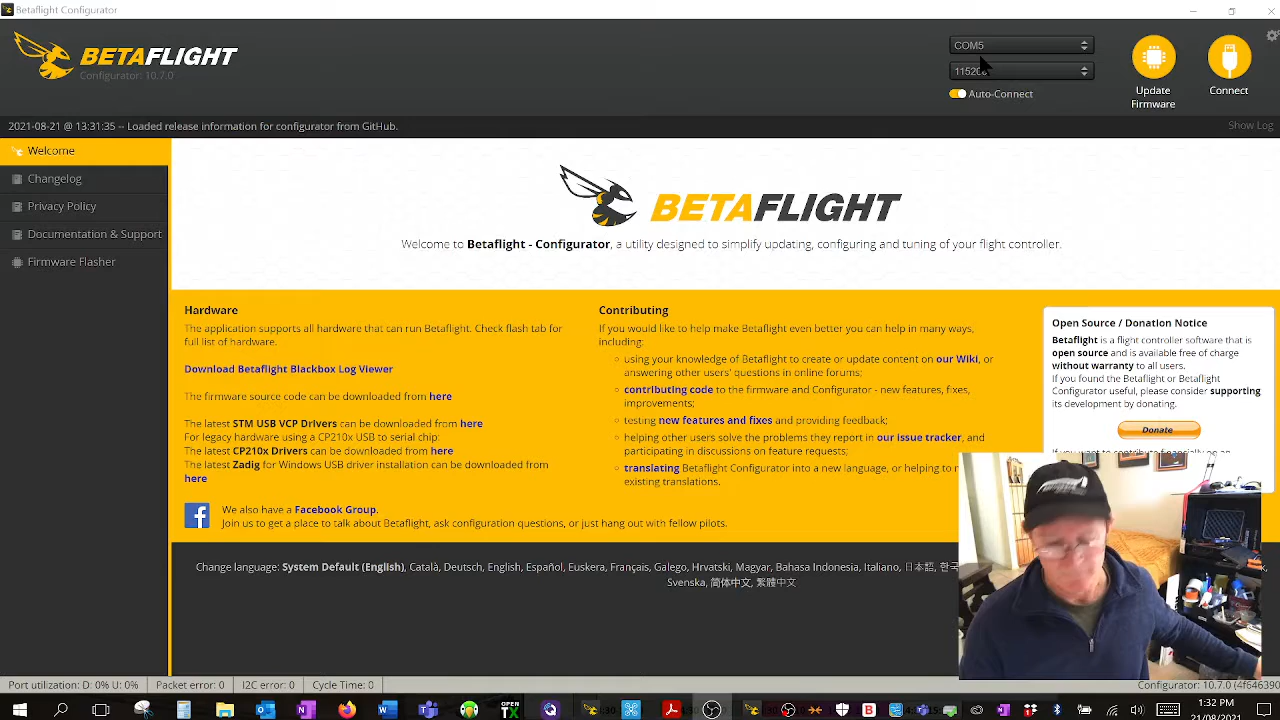 Betaflight Configurator
BETAFLIGHT
Configurator: 10.7.0
COM5
Auto-Connect
Update
Firmware
Connect
2021-08-21 @ 13:31:35 -- Loaded release information for configurator from GitHub.
Show Log
Welcome
Changelog
Privacy Policy
Documentation & Support
Firmware Flasher
BETAFLIGHT
Welcome to Betaflight - Configurator, a utility designed to simplify updating, configuring and tuning of your flight controller.
Hardware
The application supports all hardware that can run Betaflight. Check flash tab for
full list of hardware.
Download Betaflight Blackbox Log Viewer
The firmware source code can be downloaded from here
The latest STM USB VCP Drivers can be downloaded from here
For legacy hardware using a CP210x USB to serial chip:
The latest CP210x Drivers can be downloaded from here
The latest Zadig for Windows USB driver installation can be downloaded from
here
We also have a Facebook Group.
Join us to get a place to talk about Betaflight, ask configuration questions, or just hang out with fellow pilots.
Contributing
If you would like to help make Betaflight even better you can help in many ways,
including:
using your knowledge of Betaflight to create or update content on our Wiki, or
answering other users' questions in online forums;
contributing code to the firmware and Configurator - new features, fixes,
improvements;
testing new features and fixes and providing feedback;
helping other users solve the problems they report in our issue tracker, and
participating in discussions on feature requests;
translating Betaflight Configurator into a new language, or helping to
existing translations.
Open Source / Donation Notice
Betaflight is a flight controller software that is
open source and is available free of charge
without warranty to all users.
If you found the Betaflight or Betaflight
Configurator useful, please consider supporting
its development by donating.
Donate
Change language: System Default (English), Català, Deutsch, English, Español, Euskera, Français, Galego, Hrvatski, Magyar, Bahasa Indonesia, Italiano, 日本語, 한국
Svenska, 简体中文, 繁體中文
Port utilization: D: 0% U: 0%
Packet error: 0
I2C error: 0
Cycle Time: 0
Configurator: 10.7.0 (4f646390
OPEN
TX
1:32 PM
21/08/202